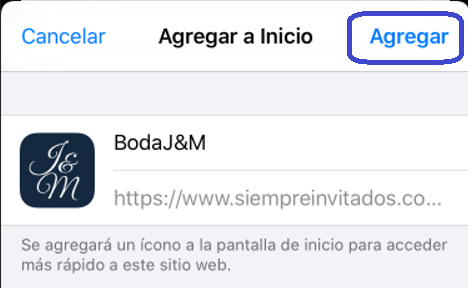 Cancelar Agregar a Inicio Agregar
J&M
BodaJ&M
https://www.siempreinvitados.co...
Se agregará un ícono a la pantalla de inicio para acceder
más rápido a este sitio web.